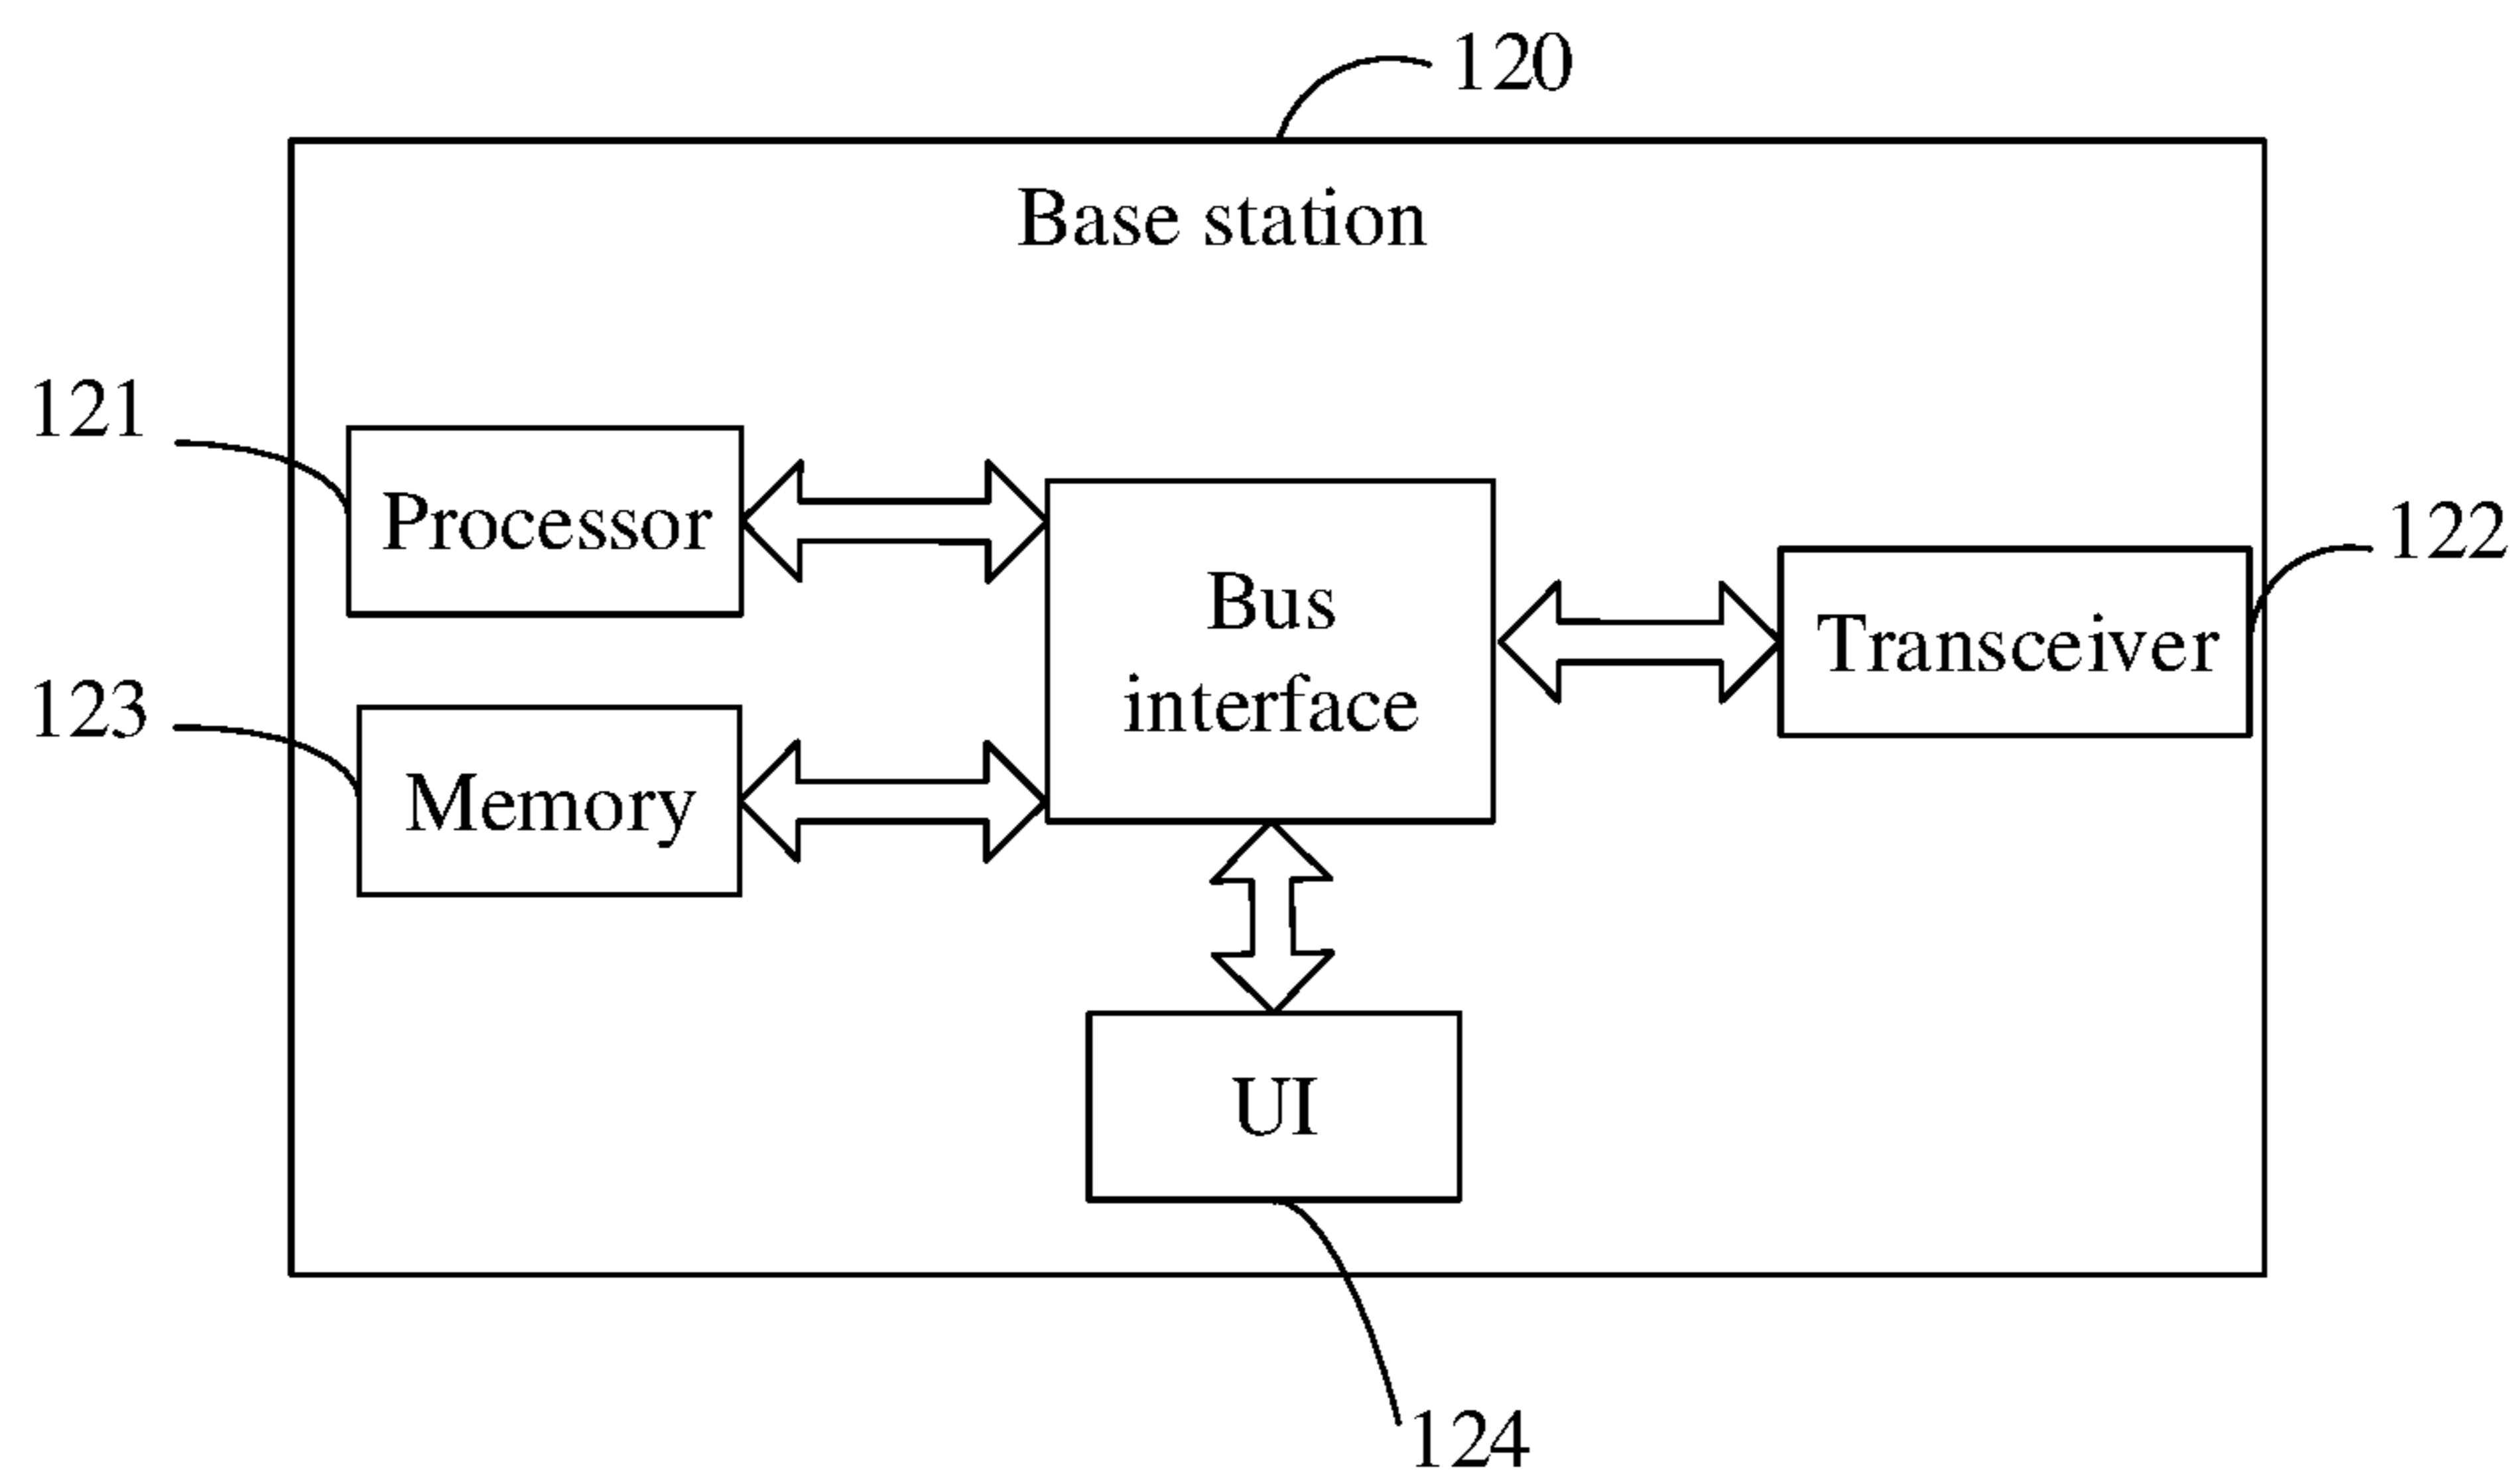 120
Base station
121
Processor
Bus
interface
122
Transceiver
123
Memory
UI
124